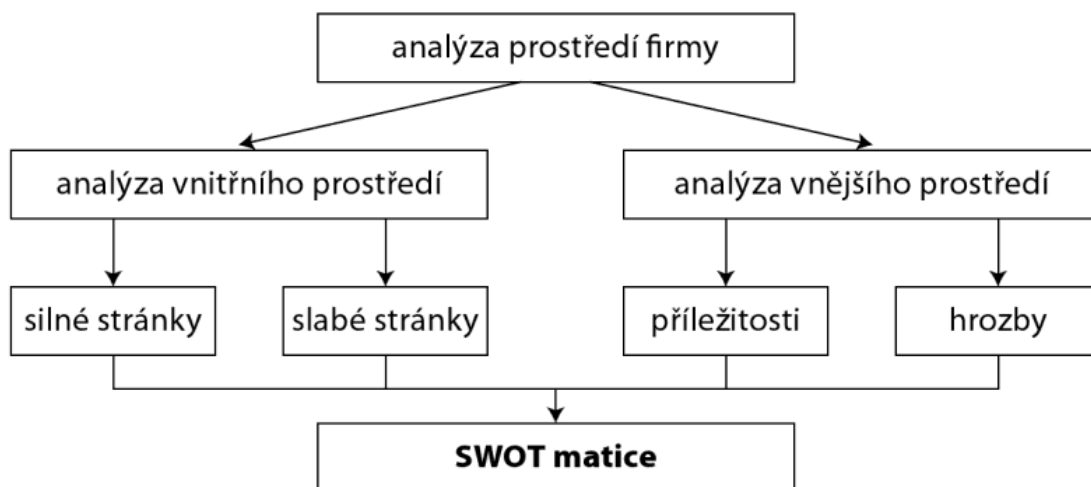 analýza prostředí firmy
analýza vnitřního prostředí
analýza vnějšího prostředí
silné stránky
slabé stránky
příležitosti
hrozby
SWOT matice